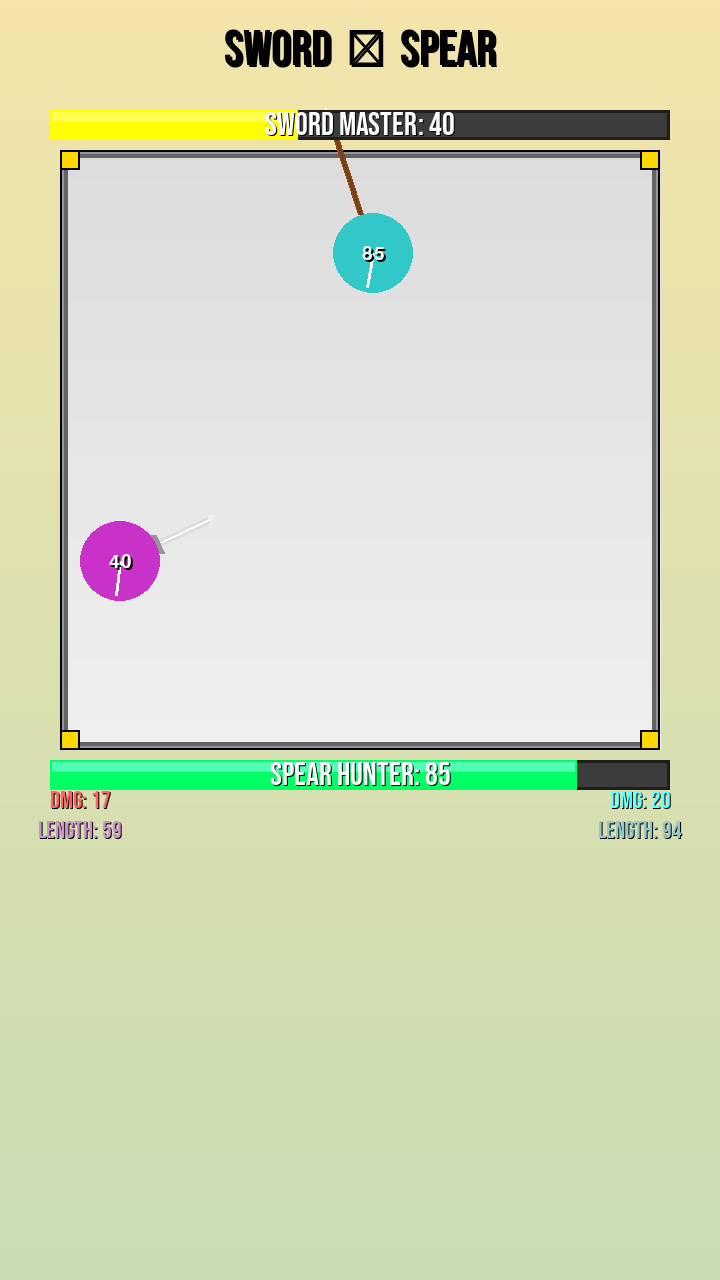 SWORD SPEAR
SWORD MASTER: 40
85
40
SPEAR HUNTER: 85
DMG: 17
DMG: 20
LENGTH: 59
LENGTH: 94